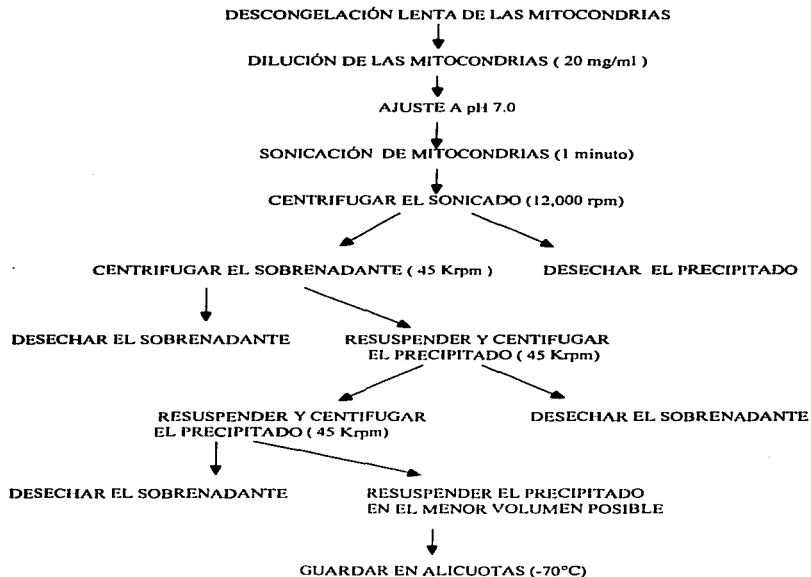 DESCONGELACIÓN LENTA DE LAS MITOCONDRIAS
DILUCIÓN DE LAS MITOCONDRIAS ( 20 mg/ml )
AJUSTE A pH 7.0
SONICACIÓN DE MITOCONDRIAS (1 minuto)
CENTRIFUGAR EL SONICADO (12,000 rpm)
CENTRIFUGAR EL SOBRENADANTE ( 45 Krpm ) DESECHAR EL PRECIPITADO
DESECHAR EL SOBRENADANTE RESUSPENDER Y CENTIFUGAR
EL PRECIPITADO ( 45 Krpm)
RESUSPENDER Y CENTIFUGAR DESECHAR EL SOBRENADANTE
EL PRECIPITADO ( 45 Krpm)
DESECHAR EL SOBRENADANTE RESUSPENDER EL PRECIPITADO
EN EL MENOR VOLUMEN POSIBLE
GUARDAR EN ALICUOTAS (-70°C)